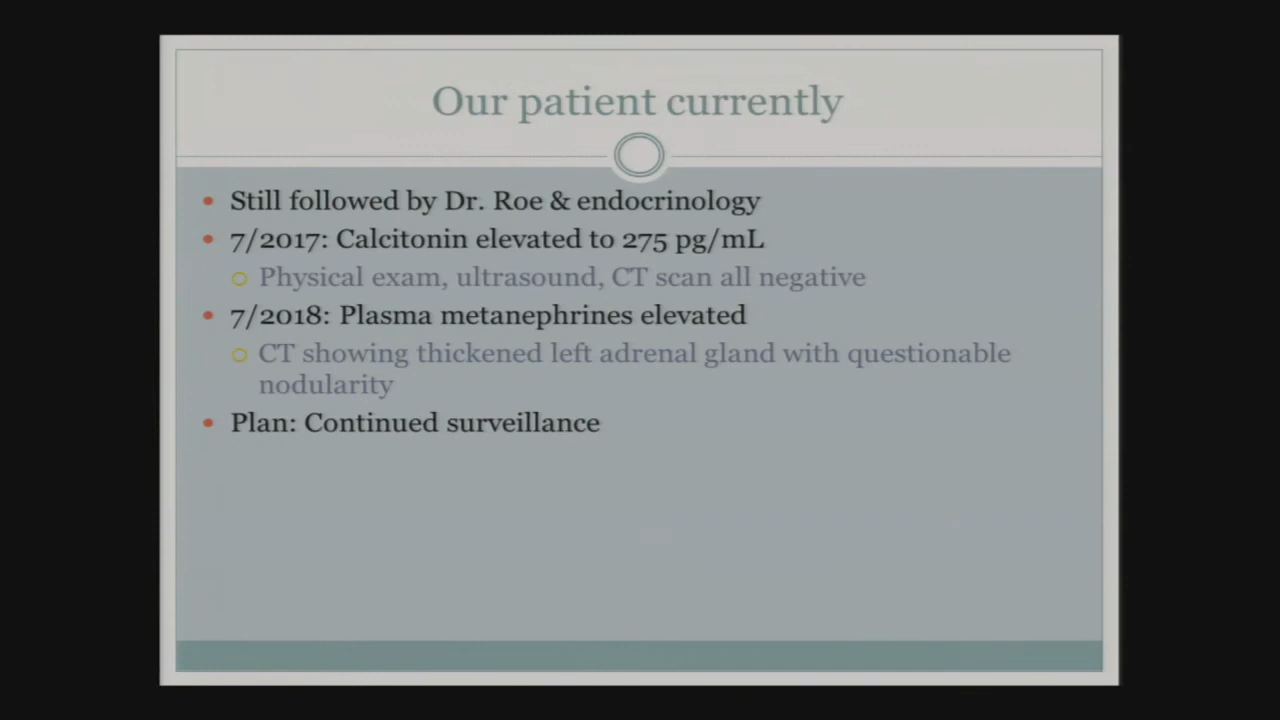 Our patient currently
Still followed by Dr. Roe & endocrinology
7/2017: Calcitonin elevated to 275 pg/mL
Physical exam, ultrasound, CT scan all negative
7/2018: Plasma metanephrines elevated
CT showing thickened left adrenal gland with questionable
nodularity
Plan: Continued surveillance